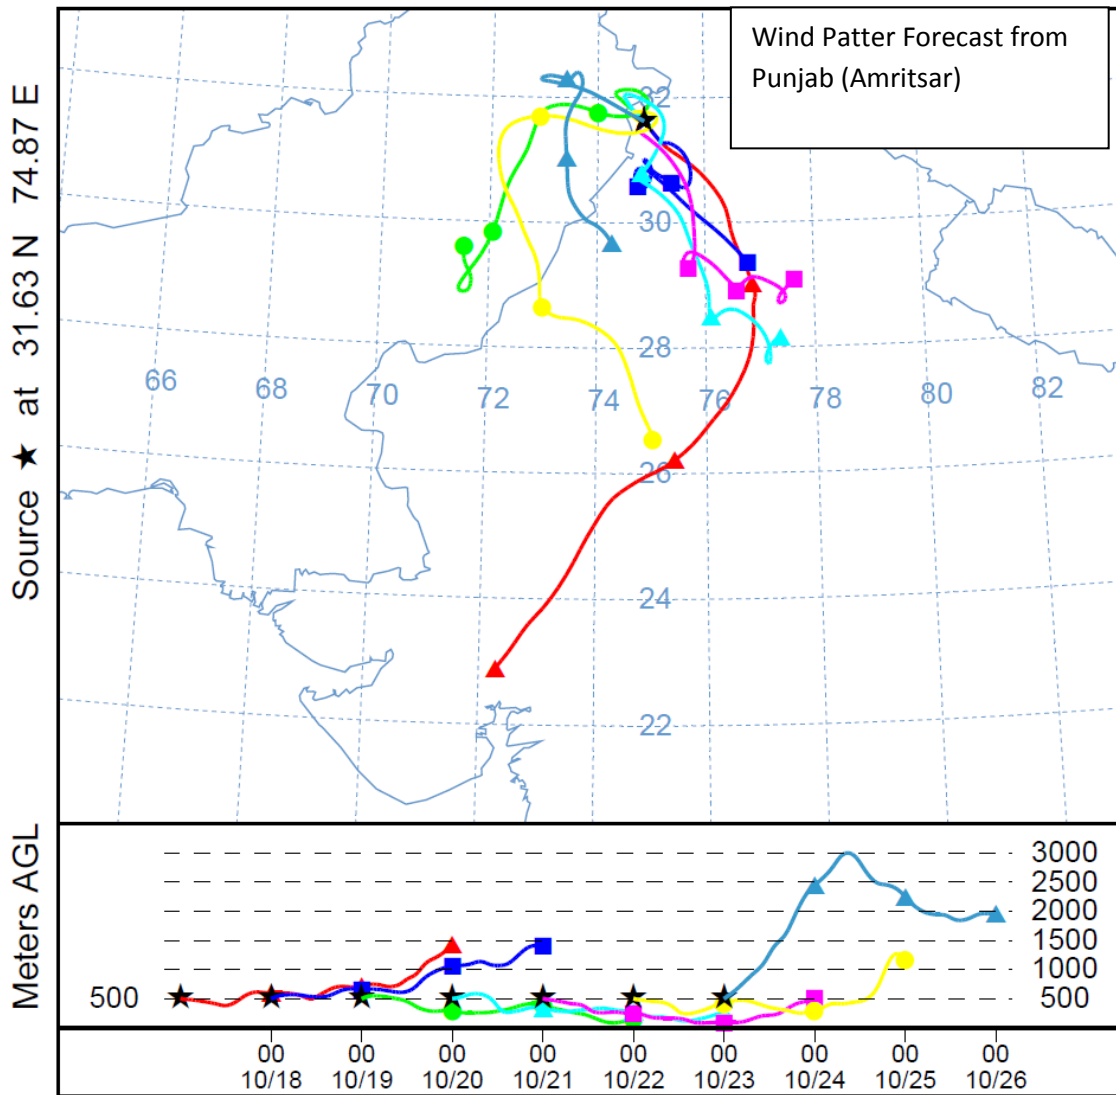 Wind Patter Forecast from
Punjab (Amritsar)
Source ★ at 31.63 N 74.87 E
32
30
28
66 68 70 72 74 76 78 80 82
26
24
22
Meters AGL
3000
2500
2000
1500
1000
500 500
00 00 00 00 00 00 00 00 00
10/18 10/19 10/20 10/21 10/22 10/23 10/24 10/25 10/26